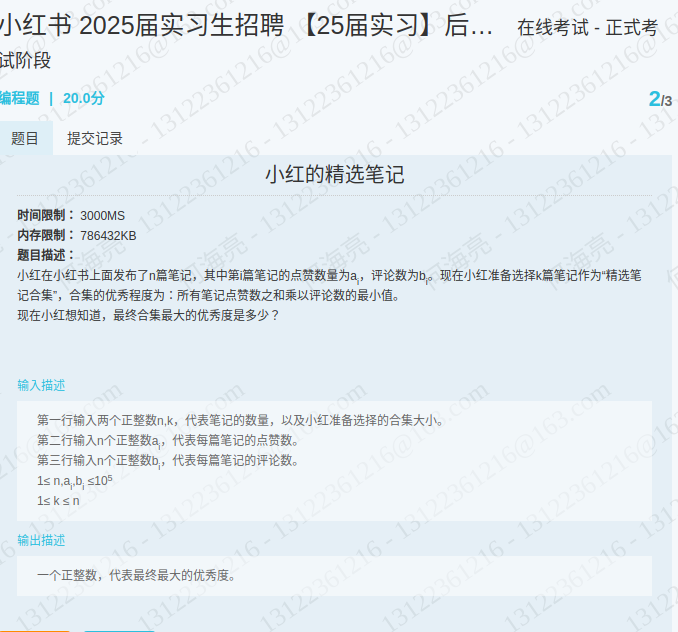 小红书 2025届实习生招聘 【25届实习】后… 在线考试 - 正式考
试阶段
编程题 | 20.0分
2/3
题目 提交记录
小红的精选笔记
时间限制： 3000MS
内存限制： 786432KB
题目描述：
小红在小红书上面发布了n篇笔记，其中第i篇笔记的点赞数量为ai，评论数为bi。现在小红准备选择k篇笔记作为“精选笔
记合集”，合集的优秀程度为：所有笔记点赞数之和乘以评论数的最小值。
现在小红想知道，最终合集最大的优秀度是多少？
输入描述
第一行输入两个正整数n,k，代表笔记的数量，以及小红准备选择的合集大小。
第二行输入n个正整数ai，代表每篇笔记的点赞数。
第三行输入n个正整数bi，代表每篇笔记的评论数。
1≤ n,ai,bi ≤10⁵
1≤ k ≤ n
输出描述
一个正整数，代表最终最大的优秀度。